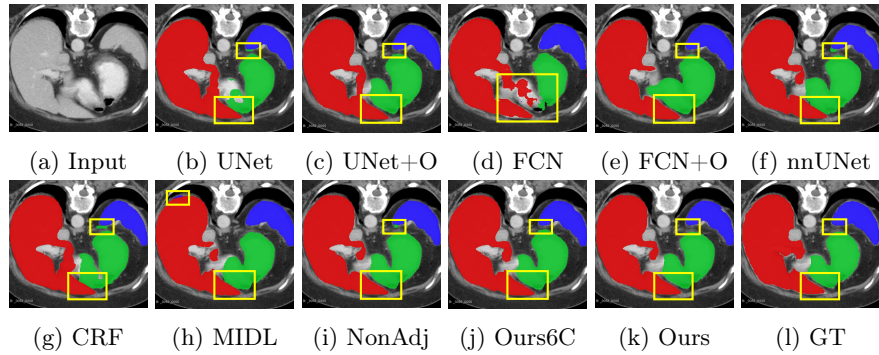 (a) Input (b) UNet (c) UNet+O (d) FCN (e) FCN+O (f) nnUNet
(g) CRF (h) MIDL (i) NonAdj (j) Ours6C (k) Ours (l) GT